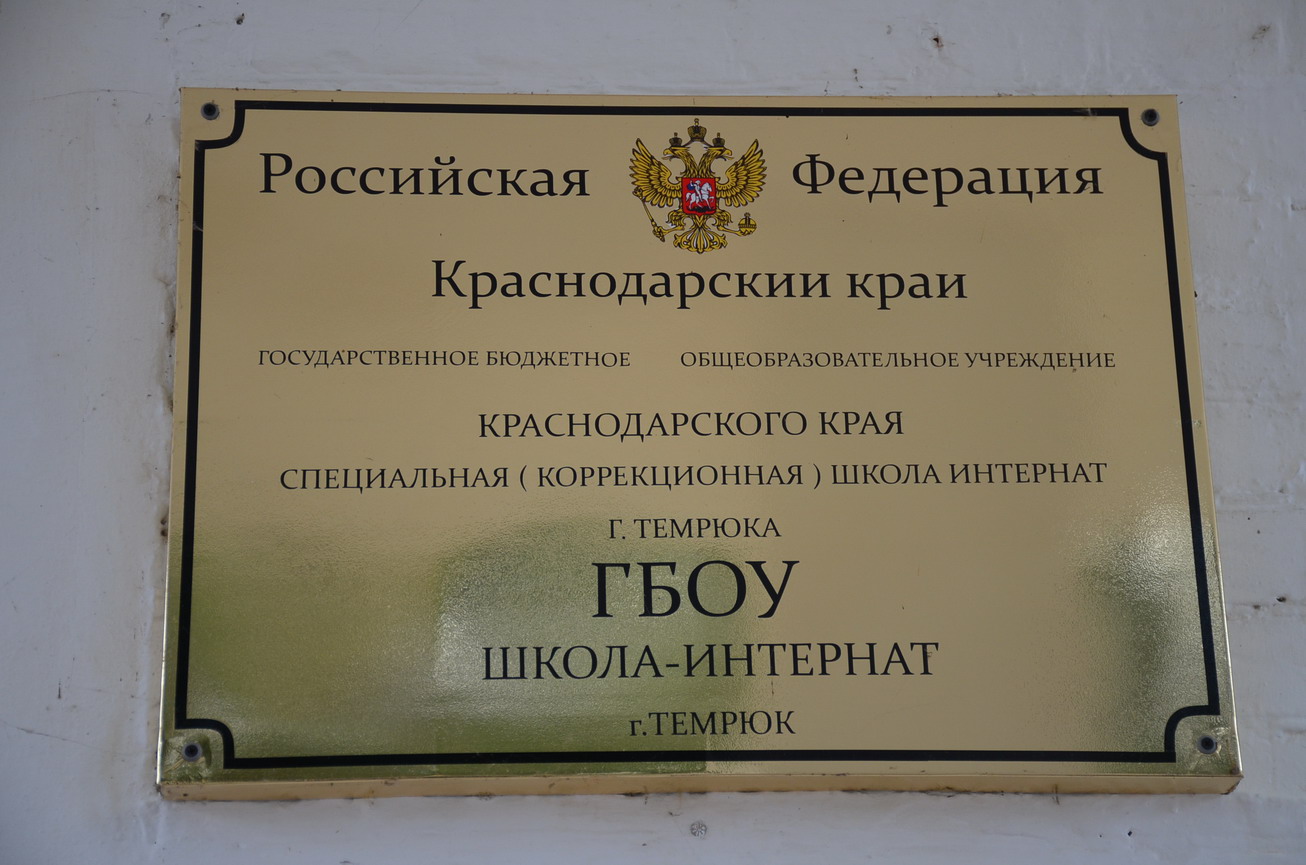 Российская Федерация
Краснодарскии краи
ГОСУДАРСТВЕННОЕ БЮДЖЕТНОЕ ОБЩЕОБРАЗОВАТЕЛЬНОЕ УЧРЕЖДЕНИЕ
КРАСНОДАРСКОГО КРАЯ
СПЕЦИАЛЬНАЯ ( КОРРЕКЦИОННАЯ ) ШКОЛА ИНТЕРНАТ
Г. ТЕМРЮКА
ГБОУ
ШКОЛА-ИНТЕРНАТ
г.ТЕМРЮК